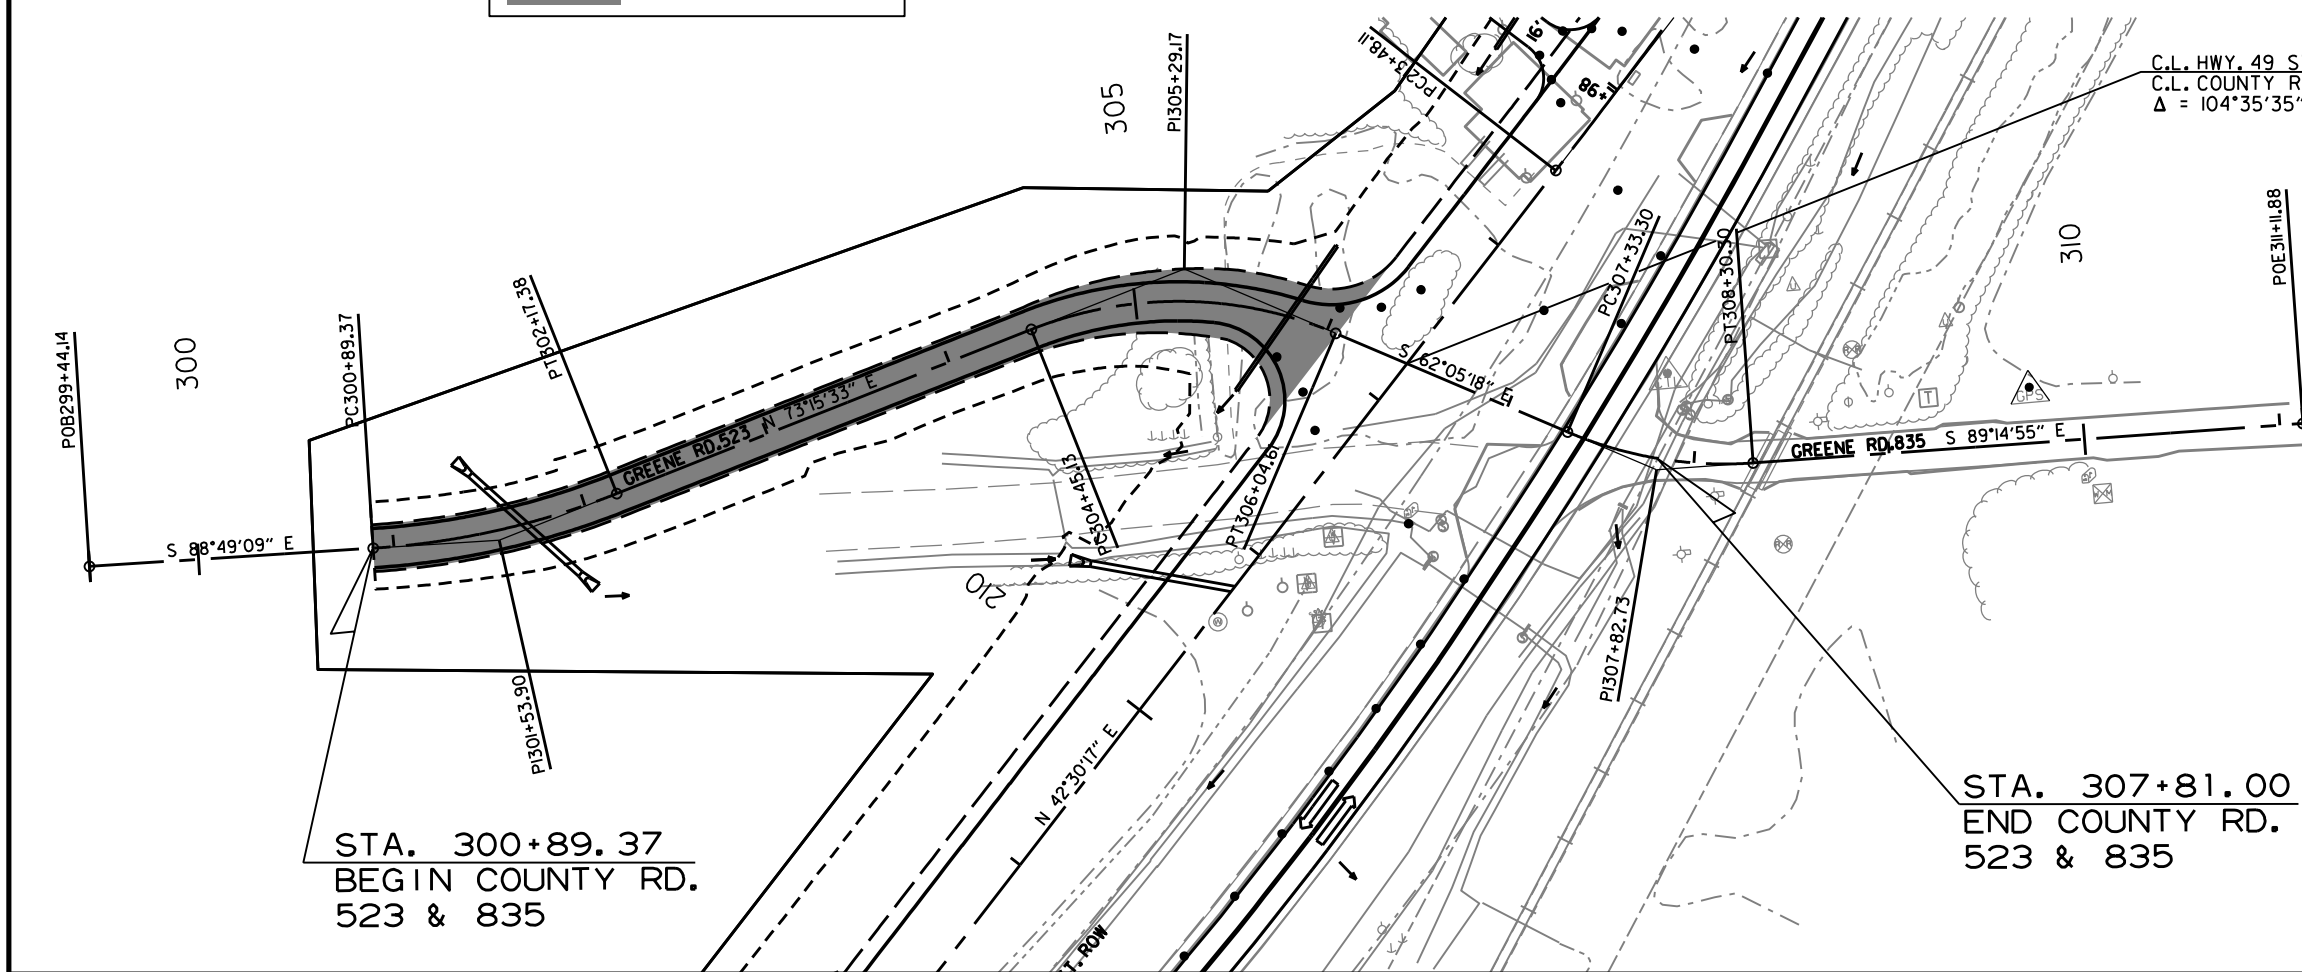 C.L. HWY. 49 S
C.L. COUNTY R
Δ = 104°35'35"
PC213+48.11
16'
11+98
305
PI305+29.17
300
310
POB299+44.14
PC300+89.37
PT302+17.38
PC307+33.30
PT308+30.50
POE311+11.88
S 88°49'09" E
GREENE RD.523
N 73°15'33" E
S 62°05'18" E
GREENE RD.835
S 89°14'55" E
GPS
T
PI301+53.90
PC304+45.13
PT306+04.61
PI307+82.73
210
N 42°30'17" E
STA. 300+89.37
BEGIN COUNTY RD.
523 & 835
STA. 307+81.00
END COUNTY RD.
523 & 835
T. ROW